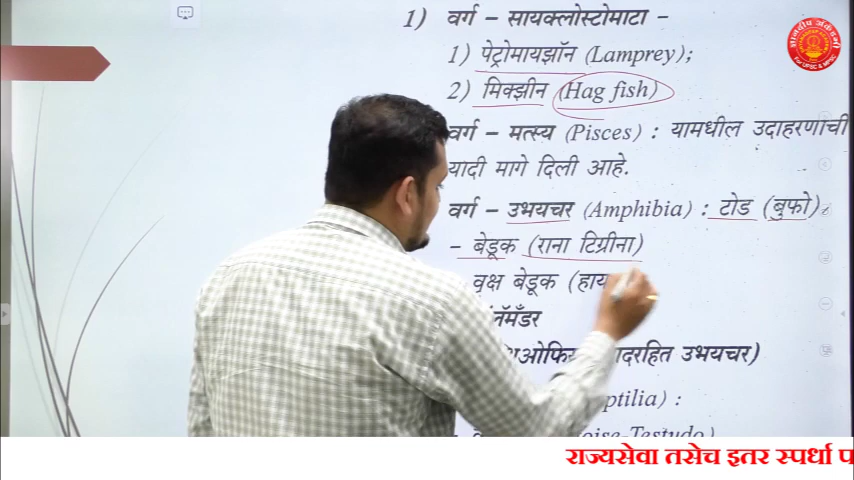 1) वर्ग – सायक्लोस्टोमाटा –
1) पेट्रोमायझॉन (Lamprey);
2) मिक्झीन (Hag fish)
वर्ग – मत्स्य (Pisces) : यामधील उदाहरणाची
यादी मागे दिली आहे.
वर्ग – उभयचर (Amphibia) : टोड (बुफो)
– बेडूक (राना टिग्रीना)
वृक्ष बेडूक
उभयचर)
राज्यसेवा तसेच इतर स्पर्धा